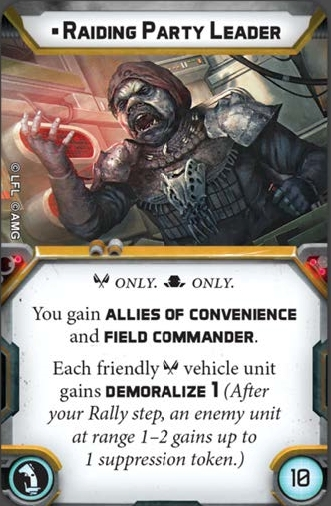 ▪ RAIDING PARTY LEADER
© LFL © AMG
ONLY. ONLY.
You gain ALLIES OF CONVENIENCE
and FIELD COMMANDER.
Each friendly vehicle unit
gains DEMORALIZE 1 (After
your Rally step, an enemy unit
at range 1–2 gains up to
1 suppression token.)
10